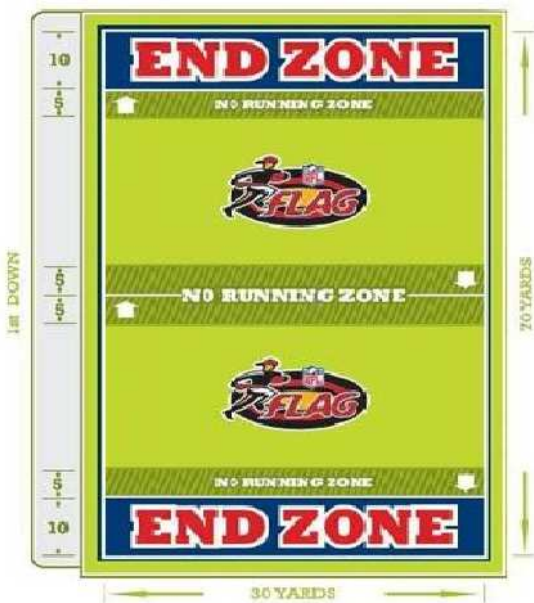 10
END ZONE
5
NO RUNNING ZONE
NFL
FLAG
1st DOWN
70 YARDS
5
NO RUNNING ZONE
5
NFL
FLAG
5
NO RUNNING ZONE
10
END ZONE
30 YARDS